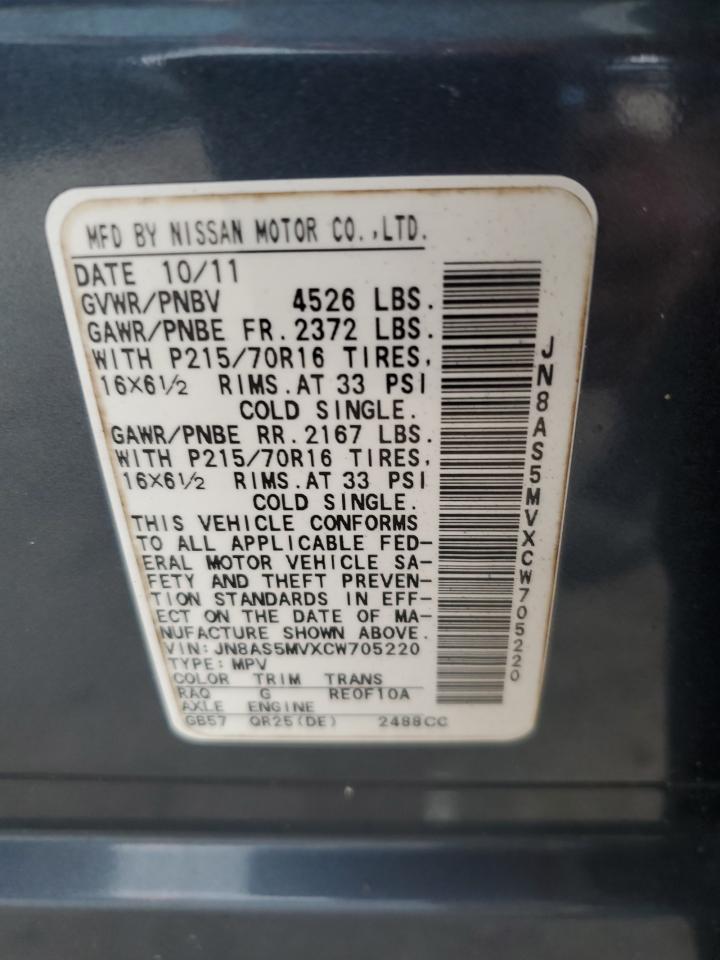 MFD BY NISSAN MOTOR CO.,LTD.
DATE 10/11
GVWR/PNBV 4526 LBS.
GAWR/PNBE FR. 2372 LBS.
WITH P215/70R16 TIRES,
16X6½ RIMS. AT 33 PSI
COLD SINGLE.
GAWR/PNBE RR. 2167 LBS.
WITH P215/70R16 TIRES,
16X6½ RIMS. AT 33 PSI
COLD SINGLE.
THIS VEHICLE CONFORMS
TO ALL APPLICABLE FED-
ERAL MOTOR VEHICLE SA-
FETY AND THEFT PREVEN-
TION STANDARDS IN EFF-
ECT ON THE DATE OF MA-
NUFACTURE SHOWN ABOVE.
VIN:JN8AS5MVXCW705220
TYPE:MPV
COLOR TRIM TRANS
RAQ G RE0F10A
AXLE ENGINE
GB57 QR25(DE) 2488CC
JN8AS5MVXCW705220